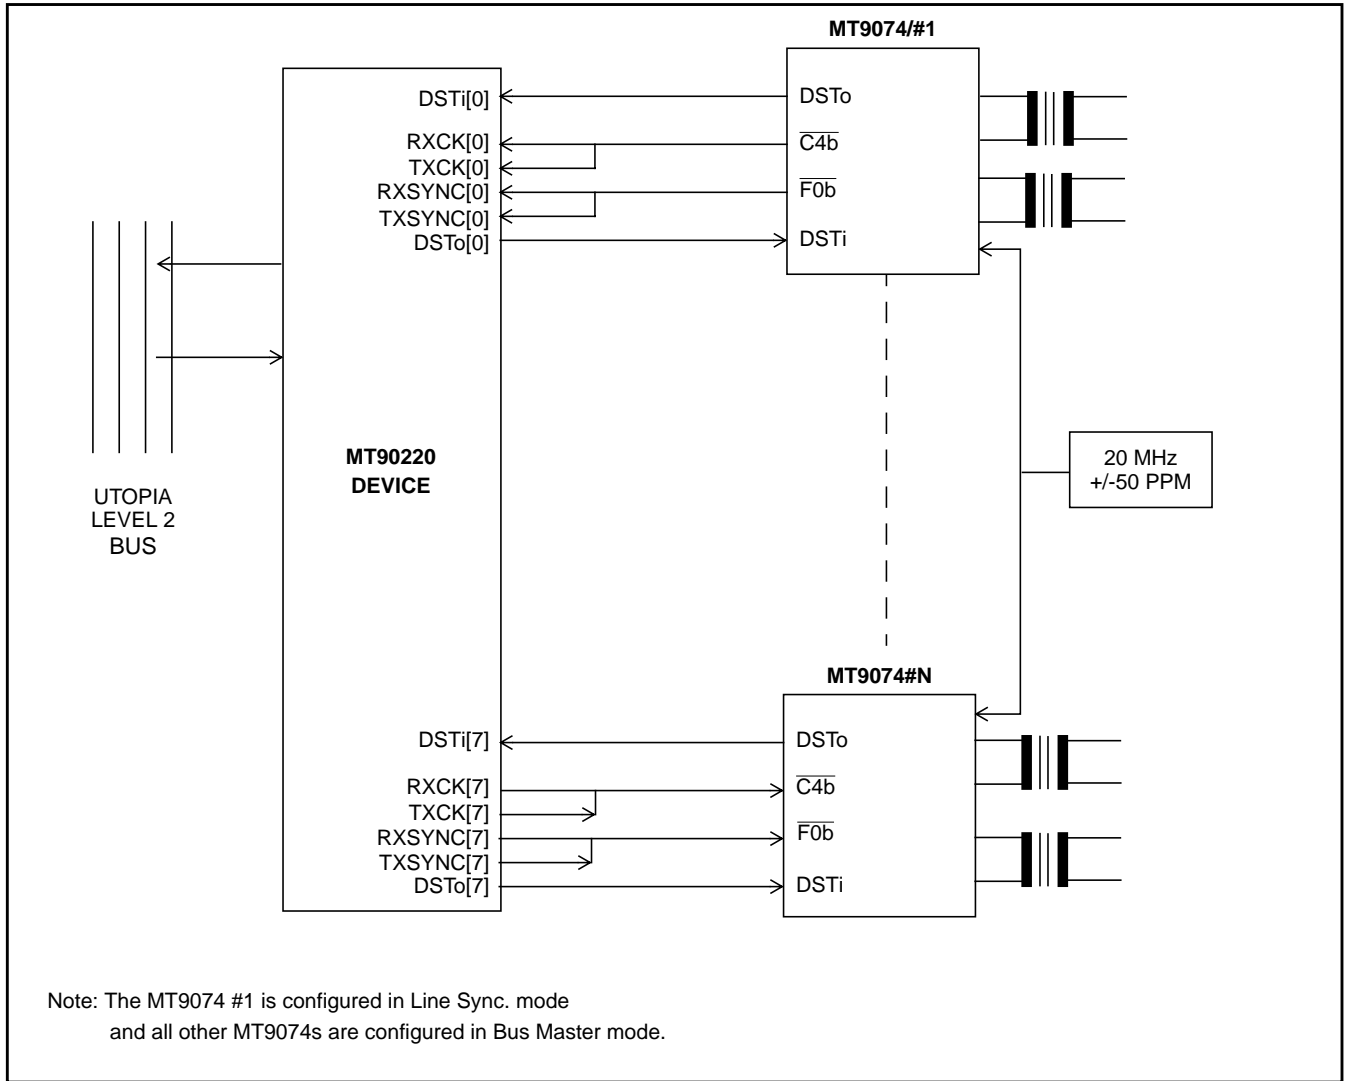 MT9074/#1
DSTi[0]
RXCK[0]
TXCK[0]
RXSYNC[0]
TXSYNC[0]
DSTo[0]
DSTo
C4b
F0b
DSTi
MT90220
DEVICE
UTOPIA
LEVEL 2
BUS
20 MHz
+/-50 PPM
MT9074#N
DSTi[7]
RXCK[7]
TXCK[7]
RXSYNC[7]
TXSYNC[7]
DSTo[7]
DSTo
C4b
F0b
DSTi
Note: The MT9074 #1 is configured in Line Sync. mode
and all other MT9074s are configured in Bus Master mode.